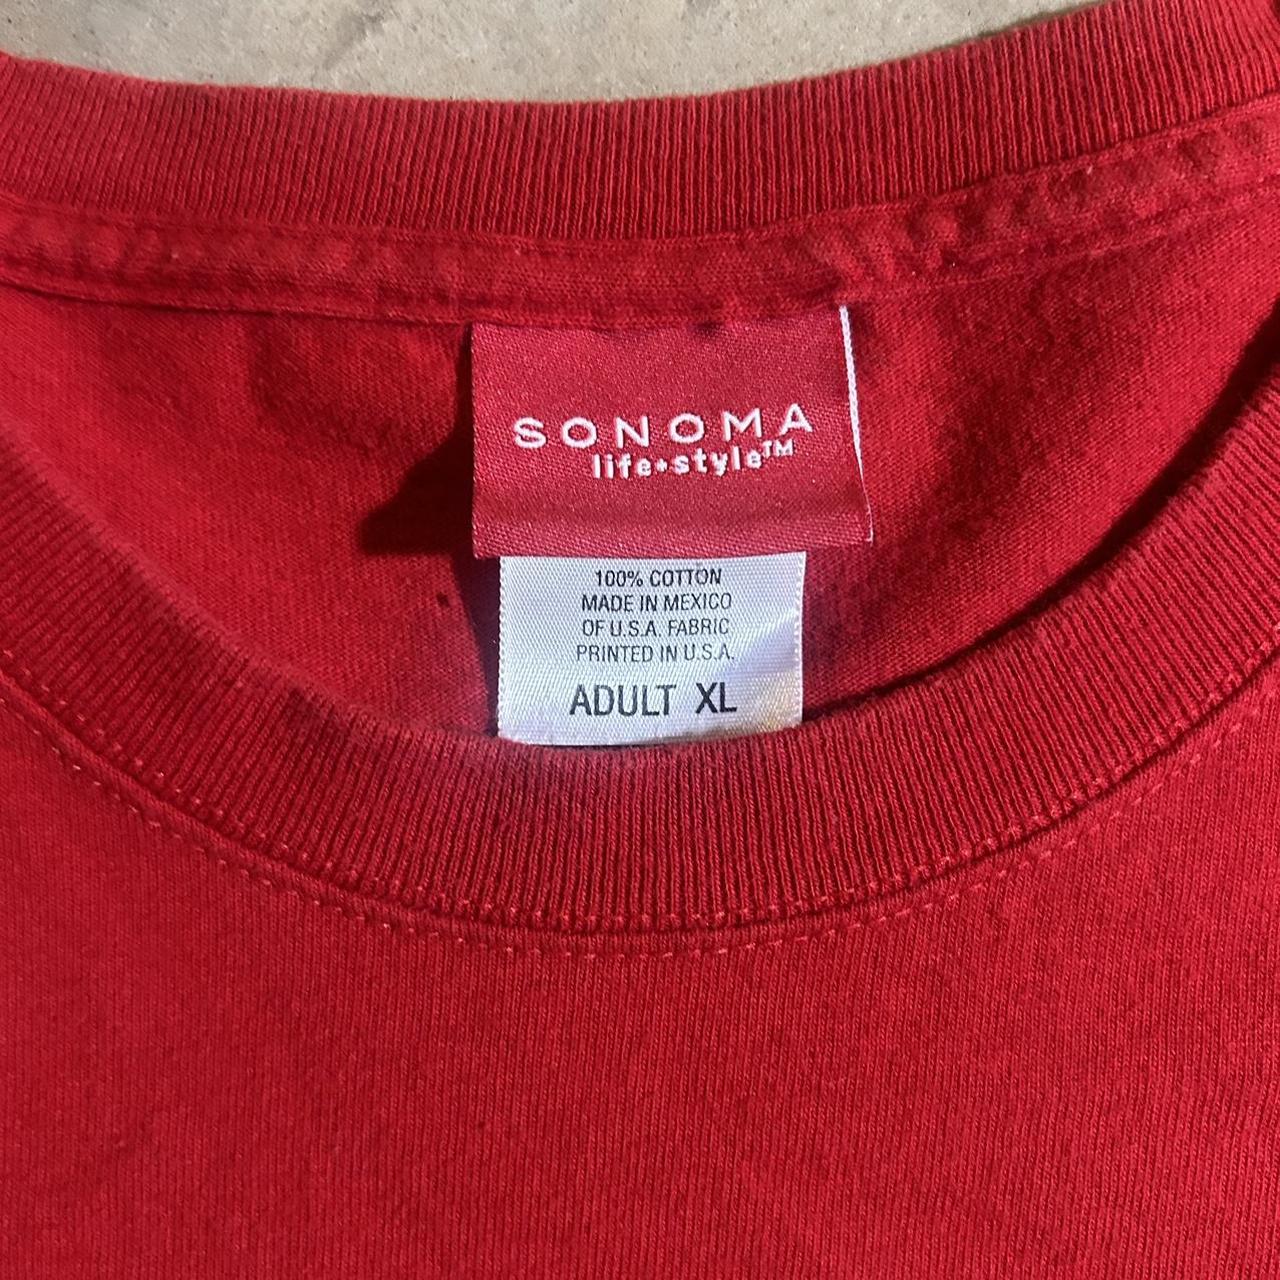 SONOMA
life•style™
100% COTTON
MADE IN MEXICO
OF U.S.A. FABRIC
PRINTED IN U.S.A.
ADULT XL